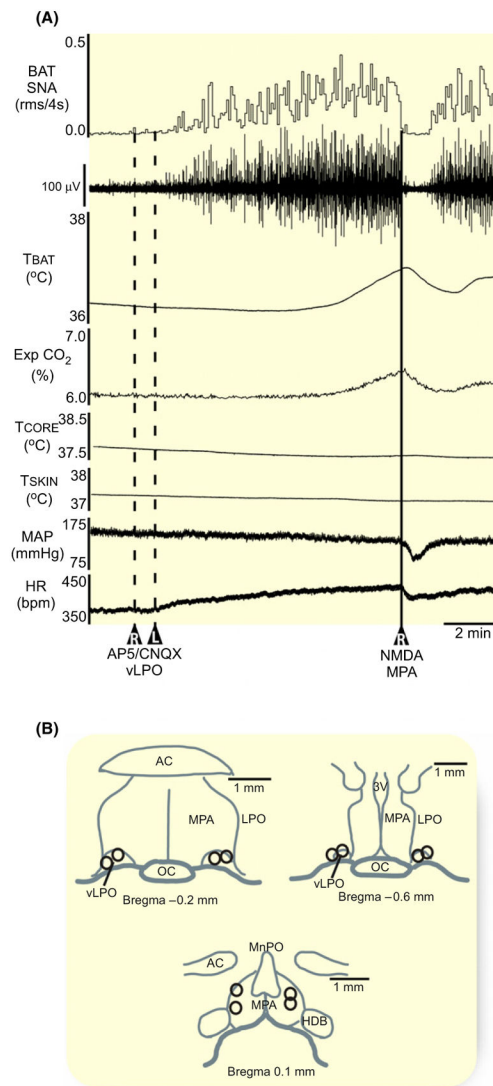 (A)
0.5
BAT
SNA
(rms/4s)
0.0
100 µV
38
TBAT
(ºC)
36
7.0
Exp CO2
(%)
6.0
TCORE 38.5
(ºC) 37.5
TSKIN 38
(ºC) 37
MAP 175
(mmHg) 75
HR 450
(bpm) 350
R L R
2 min
AP5/CNQX NMDA
vLPO MPA
(B)
AC
1 mm
MPA LPO
OC
vLPO
Bregma –0.2 mm
1 mm
3V
MPA LPO
OC
vLPO
Bregma –0.6 mm
MnPO
AC
1 mm
MPA
HDB
Bregma 0.1 mm